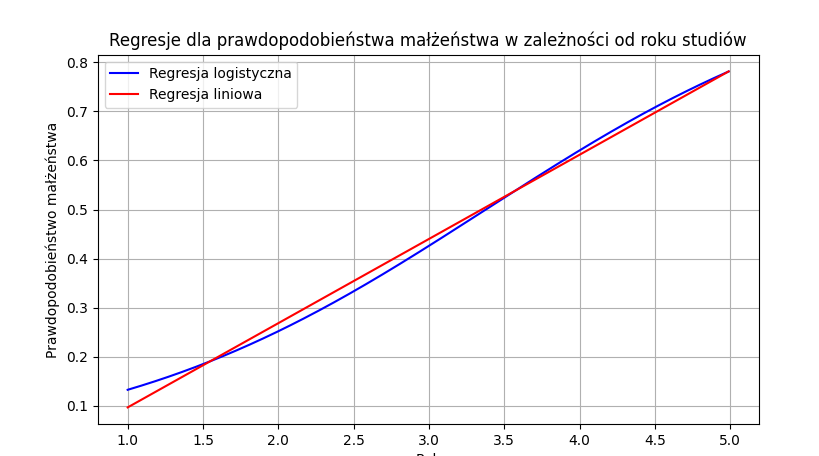 Regresje dla prawdopodobieństwa małżeństwa w zależności od roku studiów
Regresja logistyczna
Regresja liniowa
Prawdopodobieństwo małżeństwa
0.8
0.7
0.6
0.5
0.4
0.3
0.2
0.1
1.0 1.5 2.0 2.5 3.0 3.5 4.0 4.5 5.0